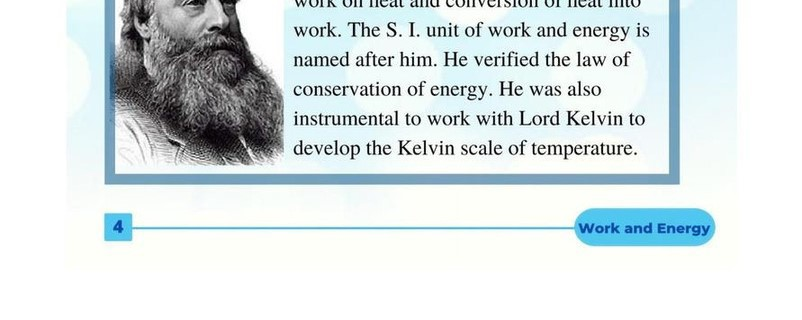 work on heat and conversion of heat into
work. The S. I. unit of work and energy is
named after him. He verified the law of
conservation of energy. He was also
instrumental to work with Lord Kelvin to
develop the Kelvin scale of temperature.
4
Work and Energy